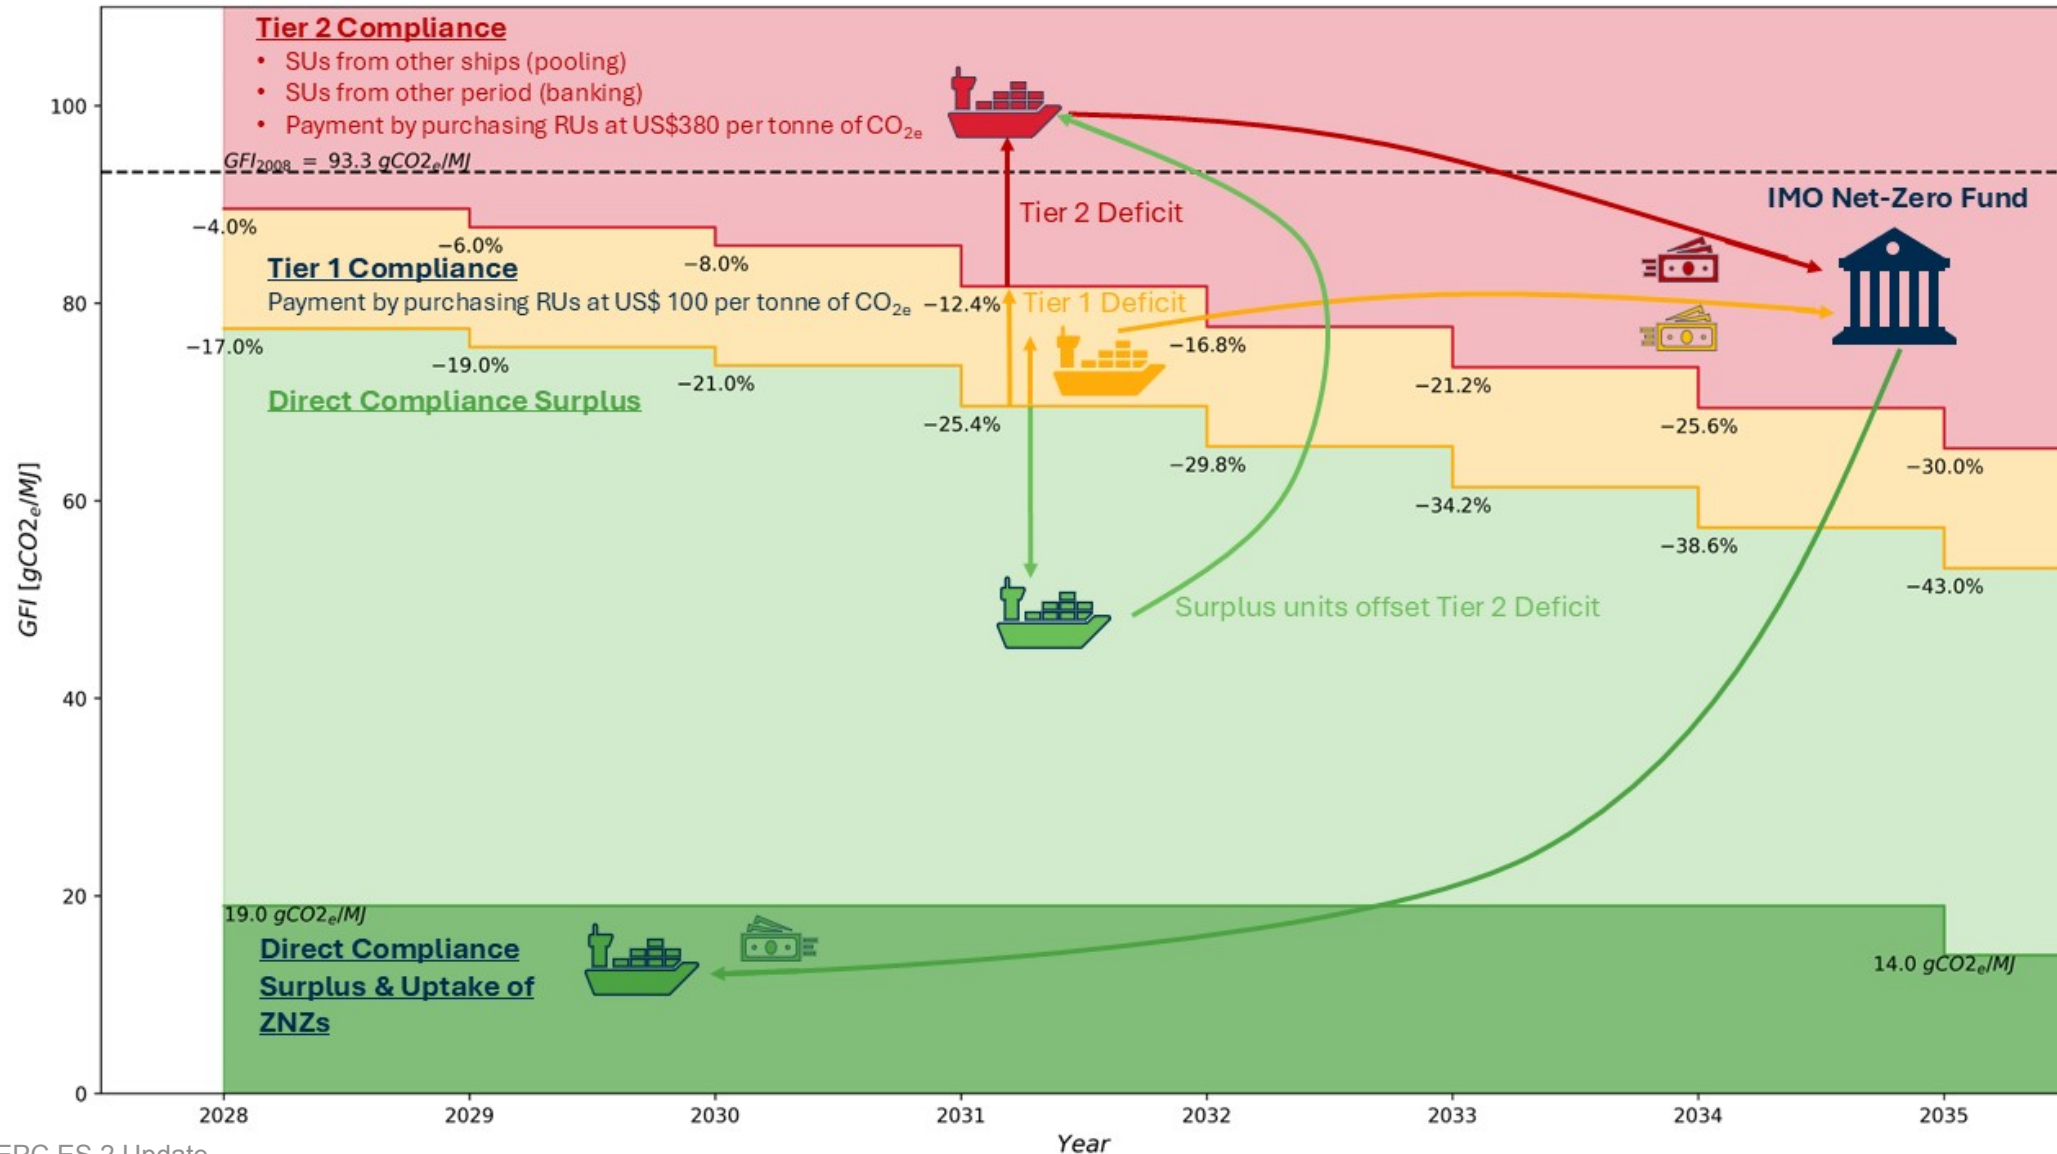 Tier 2 Compliance
• SUs from other ships (pooling)
• SUs from other period (banking)
• Payment by purchasing RUs at US$380 per tonne of CO2e
GFI2008 = 93.3 gCO2e/MJ
IMO Net-Zero Fund
Tier 2 Deficit
−4.0%
−6.0%
−8.0%
Tier 1 Compliance
Payment by purchasing RUs at US$ 100 per tonne of CO2e
−12.4%
Tier 1 Deficit
−16.8%
−21.2%
−25.6%
−30.0%
−17.0%
−19.0%
−21.0%
−25.4%
−29.8%
−34.2%
−38.6%
−43.0%
Direct Compliance Surplus
Surplus units offset Tier 2 Deficit
19.0 gCO2e/MJ
Direct Compliance
Surplus & Uptake of
ZNZs
14.0 gCO2e/MJ
GFI [gCO2e/MJ]
100
80
60
40
20
0
2028 2029 2030 2031 2032 2033 2034 2035
Year
ES 2 Update